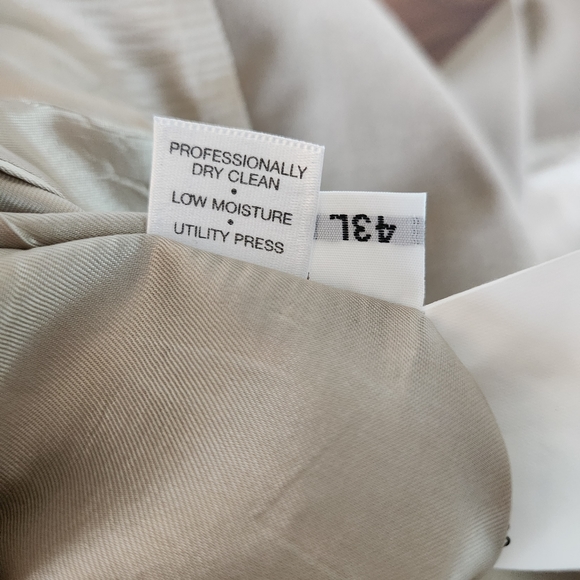 PROFESSIONALLY
DRY CLEAN
•
LOW MOISTURE
•
UTILITY PRESS
43L